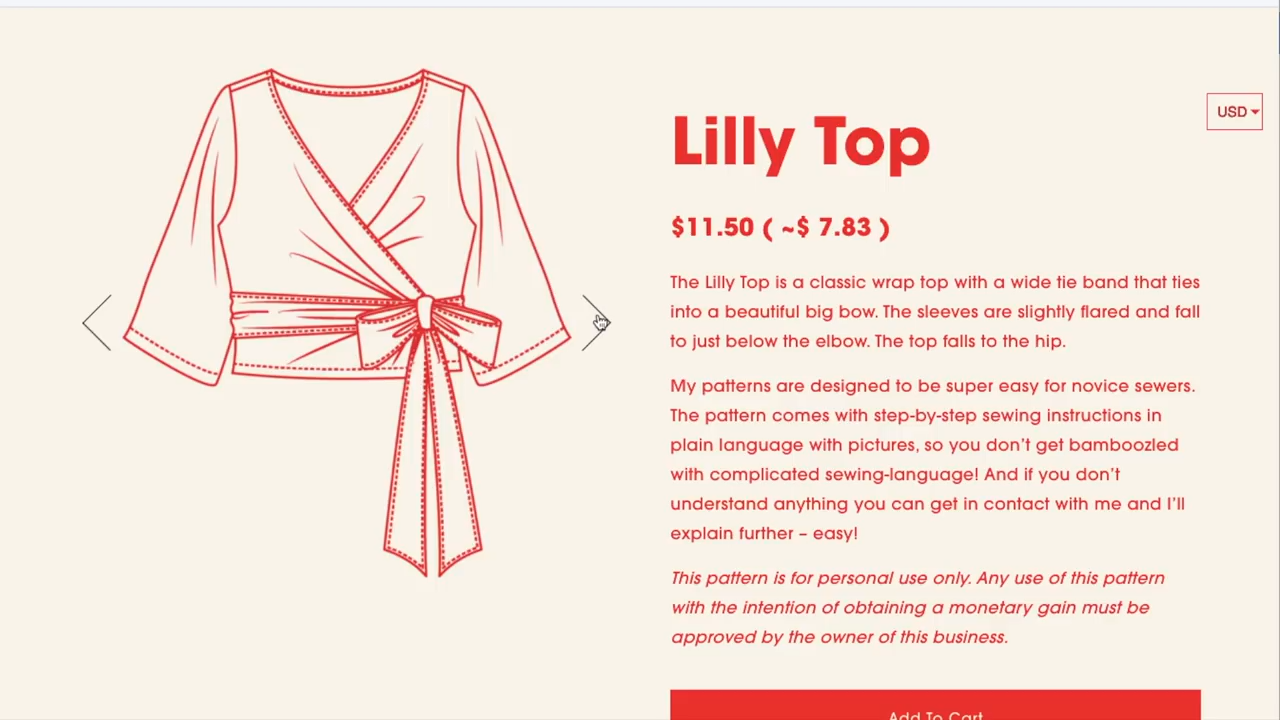 USD
Lilly Top
$11.50 ( ~$ 7.83 )
The Lilly Top is a classic wrap top with a wide tie band that ties
into a beautiful big bow. The sleeves are slightly flared and fall
to just below the elbow. The top falls to the hip.
My patterns are designed to be super easy for novice sewers.
The pattern comes with step-by-step sewing instructions in
plain language with pictures, so you don't get bamboozled
with complicated sewing-language! And if you don't
understand anything you can get in contact with me and I'll
explain further – easy!
This pattern is for personal use only. Any use of this pattern
with the intention of obtaining a monetary gain must be
approved by the owner of this business.
Add To Cart